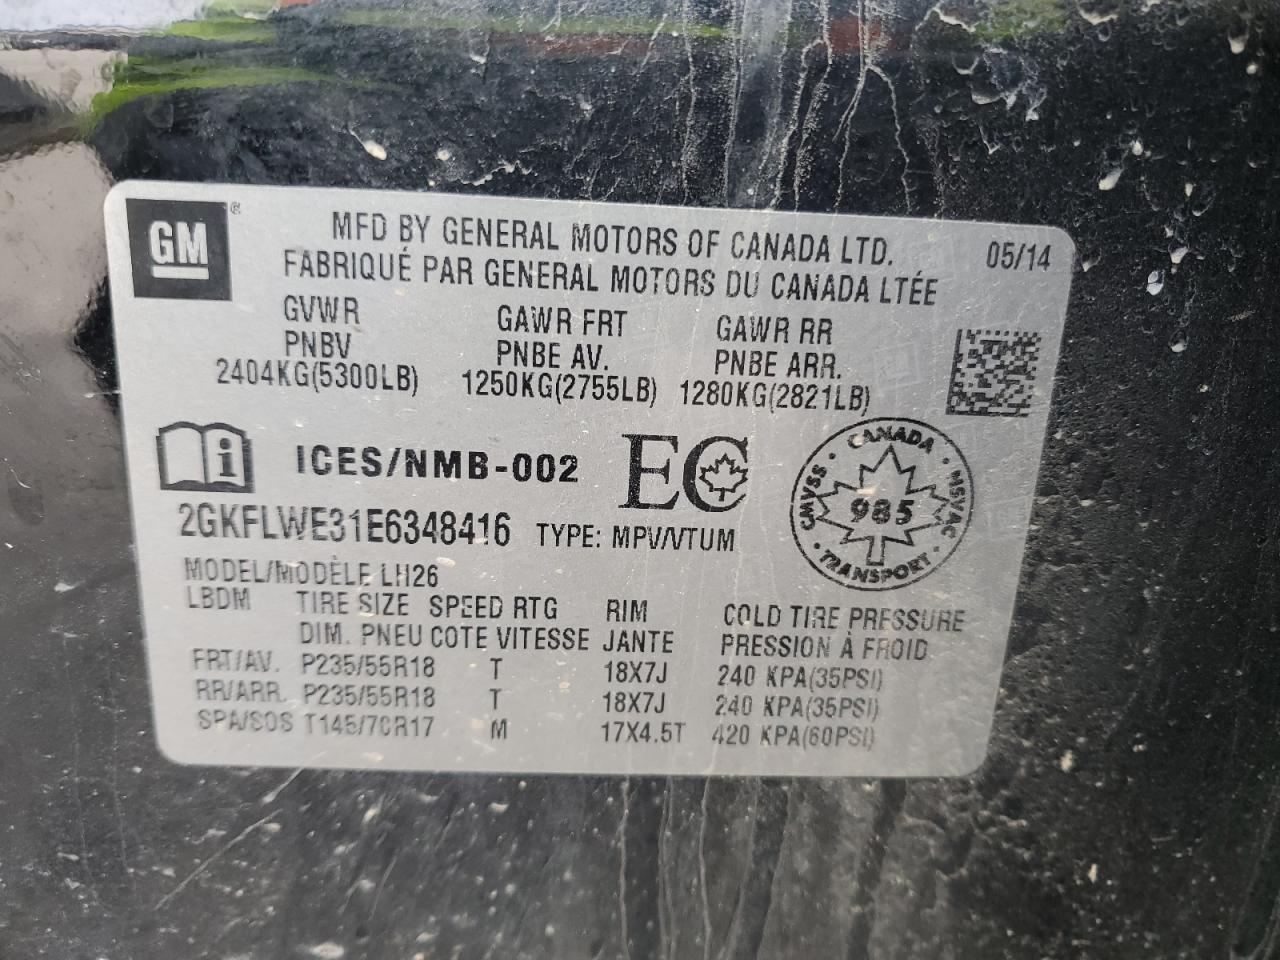 GM
MFD BY GENERAL MOTORS OF CANADA LTD. 05/14
FABRIQUÉ PAR GENERAL MOTORS DU CANADA LTÉE
GVWR GAWR FRT GAWR RR
PNBV PNBE AV. PNBE ARR.
2404KG(5300LB) 1250KG(2755LB) 1280KG(2821LB)
i ICES/NMB-002 EC
CANADA CMVSS 985 NSVAC TRANSPORT
2GKFLWE31E6348416 TYPE: MPV/VTUM
MODEL/MODÈLE LH26
LBDM TIRE SIZE SPEED RTG RIM COLD TIRE PRESSURE
DIM. PNEU COTE VITESSE JANTE PRESSION À FROID
FRT/AV. P235/55R18 T 18X7J 240 KPA(35PSI)
RR/ARR. P235/55R18 T 18X7J 240 KPA(35PSI)
SPA/SOS T145/70R17 M 17X4.5T 420 KPA(60PSI)